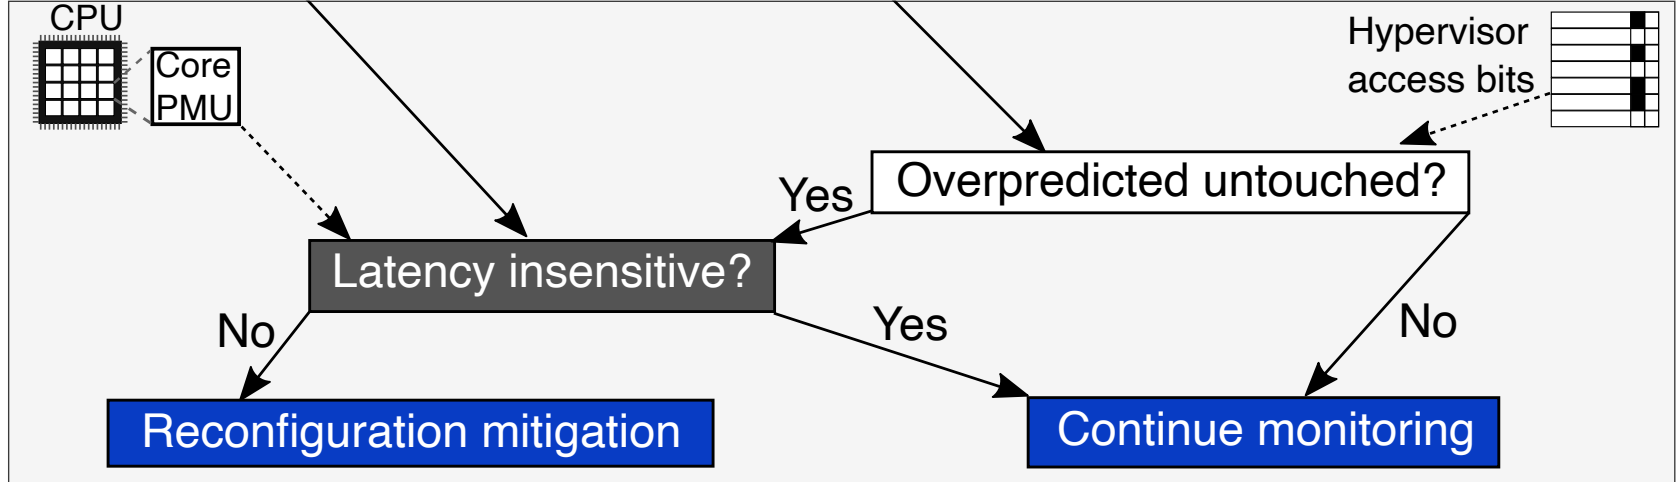 CPU
Core
PMU
Hypervisor
access bits
Overpredicted untouched?
Yes
Latency insensitive?
No
Yes
No
Reconfiguration mitigation
Continue monitoring